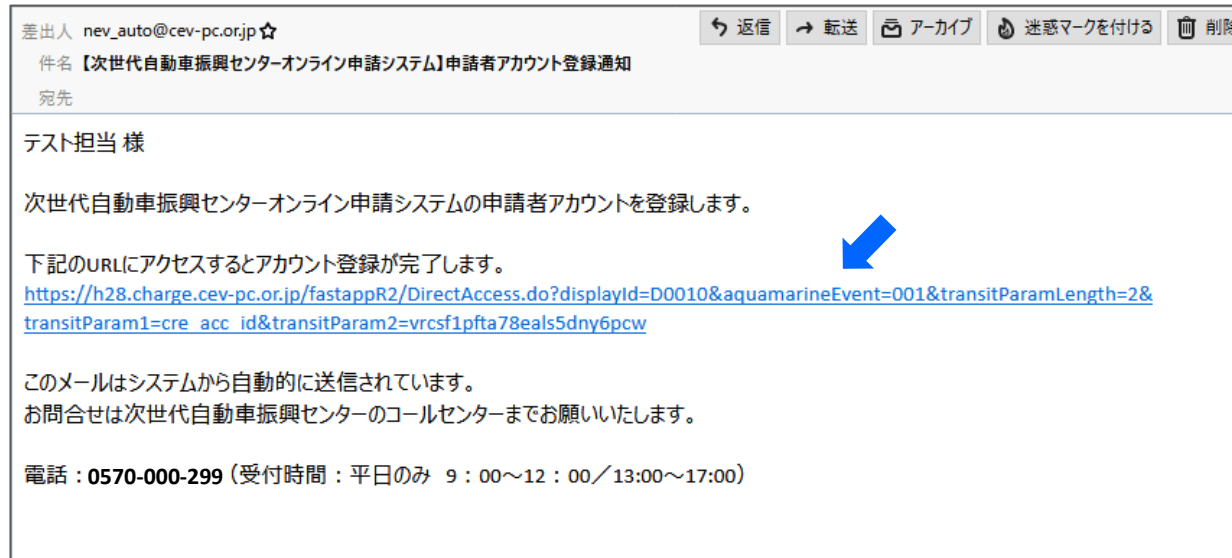 差出人 nev_auto@cev-pc.or.jp
返信 転送 アーカイブ 迷惑マークを付ける 削除
件名 【次世代自動車振興センターオンライン申請システム】申請者アカウント登録通知
宛先
テスト担当 様
次世代自動車振興センターオンライン申請システムの申請者アカウントを登録します。
下記のURLにアクセスするとアカウント登録が完了します。
https://h28.charge.cev-pc.or.jp/fastappR2/DirectAccess.do?displayId=D0010&aquamarineEvent=001&transitParamLength=2&
transitParam1=cre_acc_id&transitParam2=vrcsf1pfta78eals5dny6pcw
このメールはシステムから自動的に送信されています。
お問合せは次世代自動車振興センターのコールセンターまでお願いいたします。
電話：0570-000-299（受付時間：平日のみ 9：00～12：00／13:00～17:00）